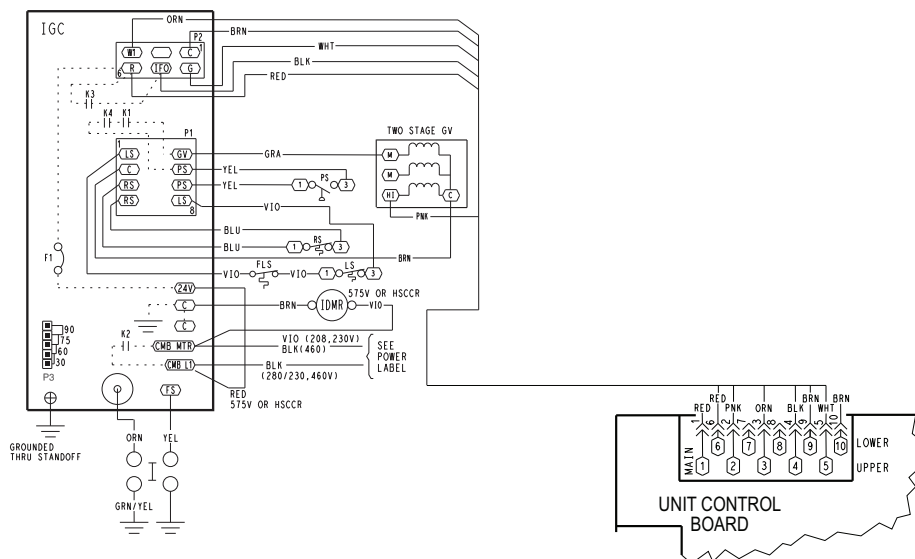 IGC
ORN
BRN
WHT
BLK
RED
P2
W1 C 1
6 R IFO G
K3
K4 K1
P1
1
LS GV
C PS
RS PS
RS LS
8
GRA
YEL
YEL 1 PS 3
VIO
BLU
BLU 1 RS 3
BRN
VIO FLS VIO 1 LS 3
TWO STAGE GV
M
M
HI C
PNK
F1
24V
C
C
BRN IDMR VIO
575V OR HSCCR
K2
CMB MTR
VIO (208,230V)
BLK(460)
SEE
POWER
LABEL
CMB L1
BLK
(280/230,460V)
90
75
60
30
P3
FS
RED
575V OR HSCCR
GROUNDED
THRU STANDOFF
ORN YEL
GRN/YEL
RED RED PNK ORN BLK BRN WHT BRN
1 6 2 7 3 8 4 9 5 10
6 7 8 9 10 LOWER
MAIN 1 2 3 4 5 UPPER
UNIT CONTROL
BOARD